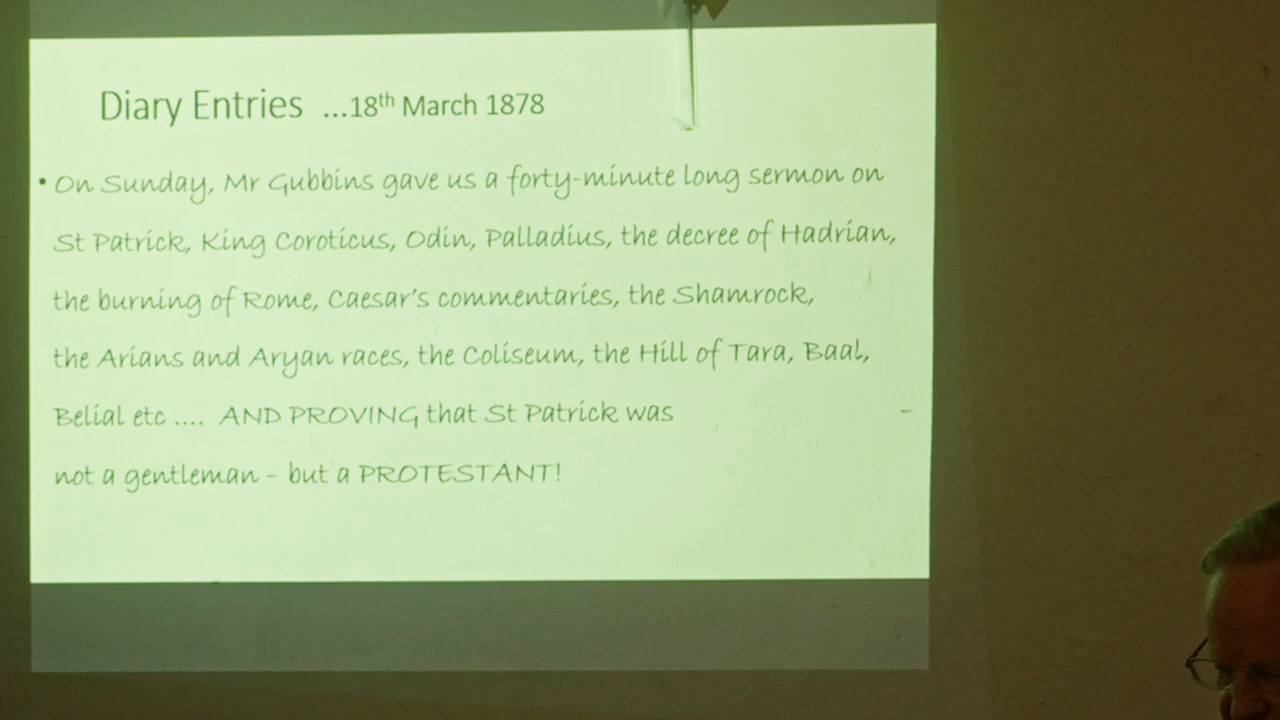 Diary Entries ...18th March 1878
• On Sunday, Mr Gubbins gave us a forty-minute long sermon on
St Patrick, King Coroticus, Odin, Palladius, the decree of Hadrian,
the burning of Rome, Caesar's commentaries, the Shamrock,
the Arians and Aryan races, the Coliseum, the Hill of Tara, Baal,
Belial etc .... AND PROVING that St Patrick was
not a gentleman - but a PROTESTANT!